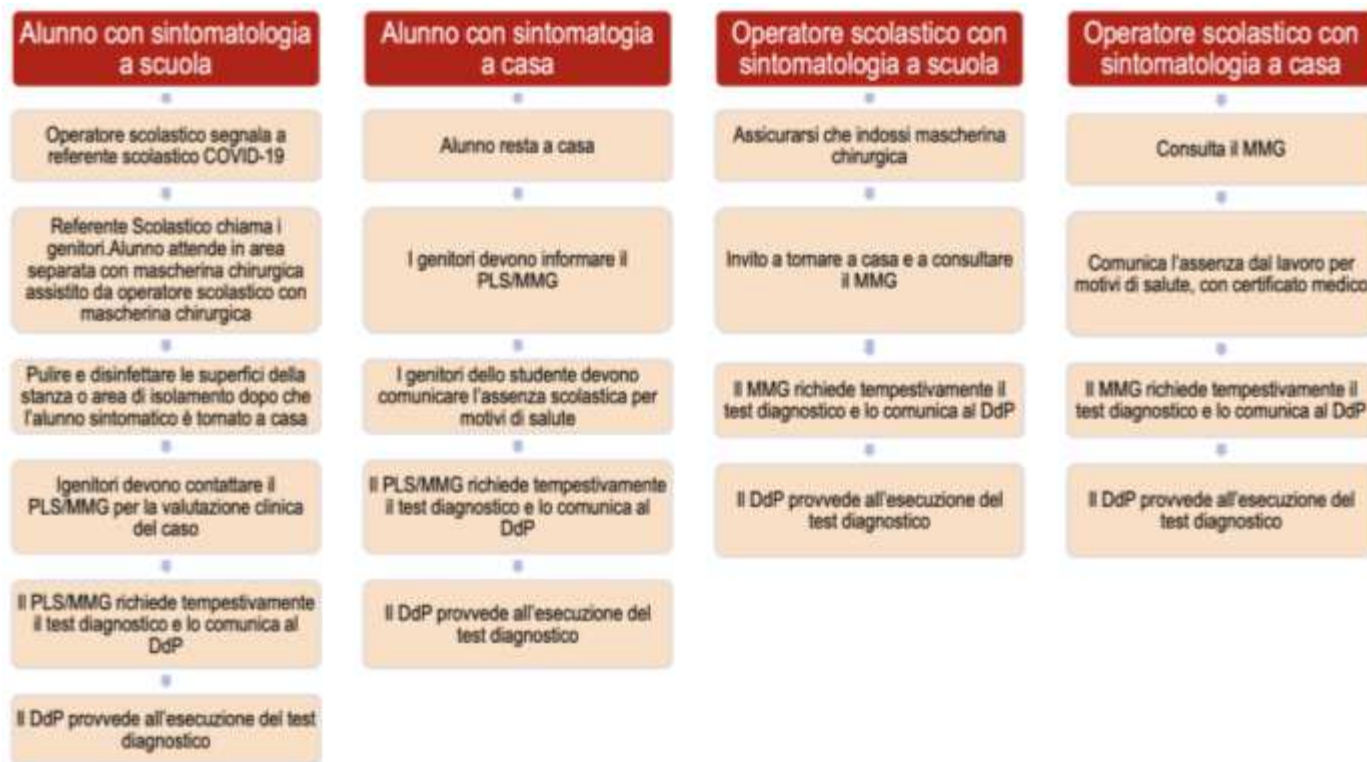 Alunno con sintomatologia
a scuola
Operatore scolastico segnala a
referente scolastico COVID-19
Referente Scolastico chiama i
genitori.Alunno attende in area
separata con mascherina chirurgica
assistito da operatore scolastico con
mascherina chirurgica
Pulire e disinfettare le superfici della
stanza o area di isolamento dopo che
l'alunno sintomatico è tornato a casa
Igenitori devono contattare il
PLS/MMG per la valutazione clinica
del caso
Il PLS/MMG richiede tempestivamente
il test diagnostico e lo comunica al
DdP
Il DdP provvede all'esecuzione del test
diagnostico
Alunno con sintomatogia
a casa
Alunno resta a casa
I genitori devono informare il
PLS/MMG
I genitori dello studente devono
comunicare l'assenza scolastica per
motivi di salute
Il PLS/MMG richiede tempestivamente
il test diagnostico e lo comunica al
DdP
Il DdP provvede all'esecuzione del
test diagnostico
Operatore scolastico con
sintomatologia a scuola
Assicurarsi che indossi mascherina
chirurgica
Invito a tornare a casa e a consultare
il MMG
Il MMG richiede tempestivamente il
test diagnostico e lo comunica al DdP
Il DdP provvede all'esecuzione del
test diagnostico
Operatore scolastico con
sintomatologia a casa
Consulta il MMG
Comunica l'assenza dal lavoro per
motivi di salute, con certificato medico
Il MMG richiede tempestivamente il
test diagnostico e lo comunica al DdP
Il DdP provvede all'esecuzione del
test diagnostico